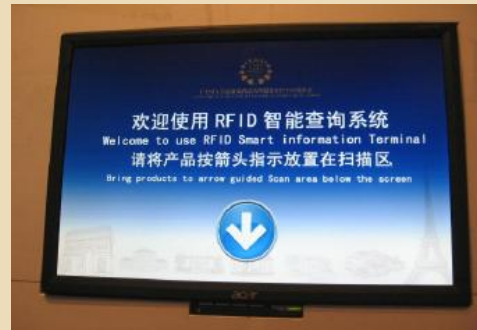 欢迎使用 RFID 智能查询系统
Welcome to use RFID Smart information Terminal
请将产品按箭头指示放置在扫描区
Bring products to arrow guided Scan area below the screen
acer